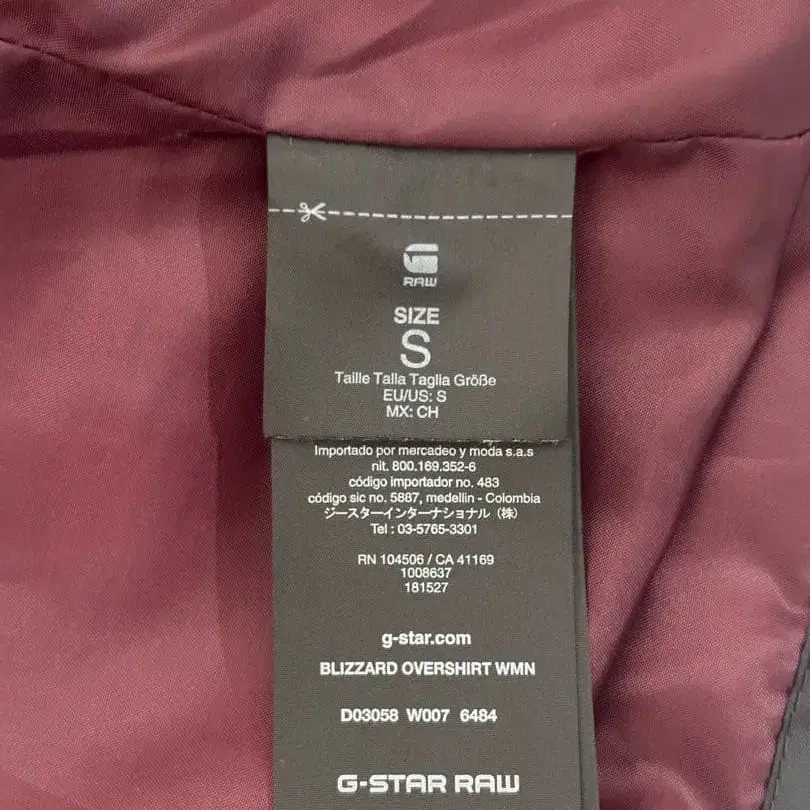 RAW
SIZE
S
Taille Talla Taglia Größe
EU/US: S
MX: CH
Importado por mercadeo y moda s.a.s
nit. 800.169.352-6
código importador no. 483
código sic no. 5887, medellin - Colombia
ジースターインターナショナル（株）
Tel : 03-5765-3301
RN 104506 / CA 41169
1008637
181527
g-star.com
BLIZZARD OVERSHIRT WMN
D03058 W007 6484
G-STAR RAW